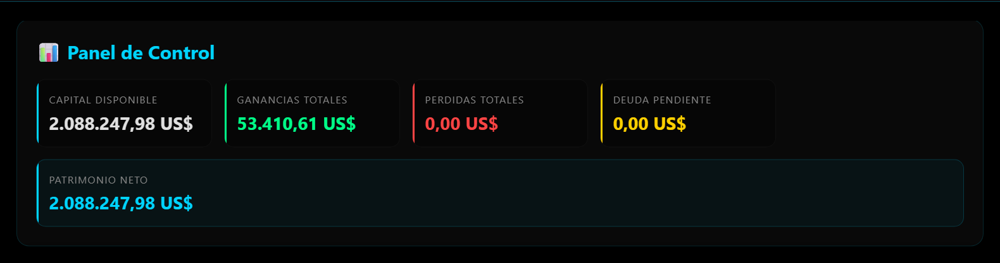 Panel de Control
CAPITAL DISPONIBLE
2.088.247,98 US$
GANANCIAS TOTALES
53.410,61 US$
PERDIDAS TOTALES
0,00 US$
DEUDA PENDIENTE
0,00 US$
PATRIMONIO NETO
2.088.247,98 US$